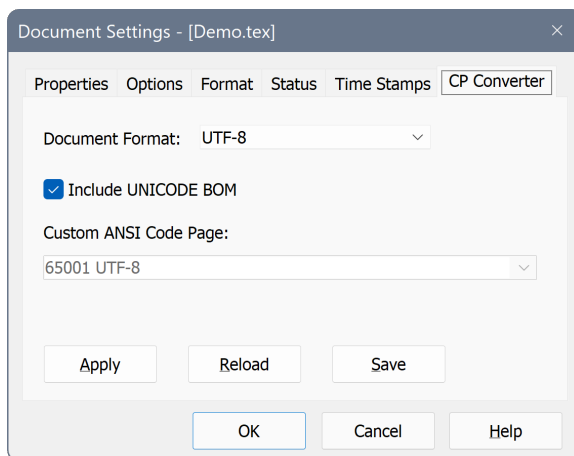 Document Settings - [Demo.tex]
Properties Options Format Status Time Stamps CP Converter
Document Format: UTF-8
Include UNICODE BOM
Custom ANSI Code Page:
65001 UTF-8
Apply Reload Save
OK Cancel Help